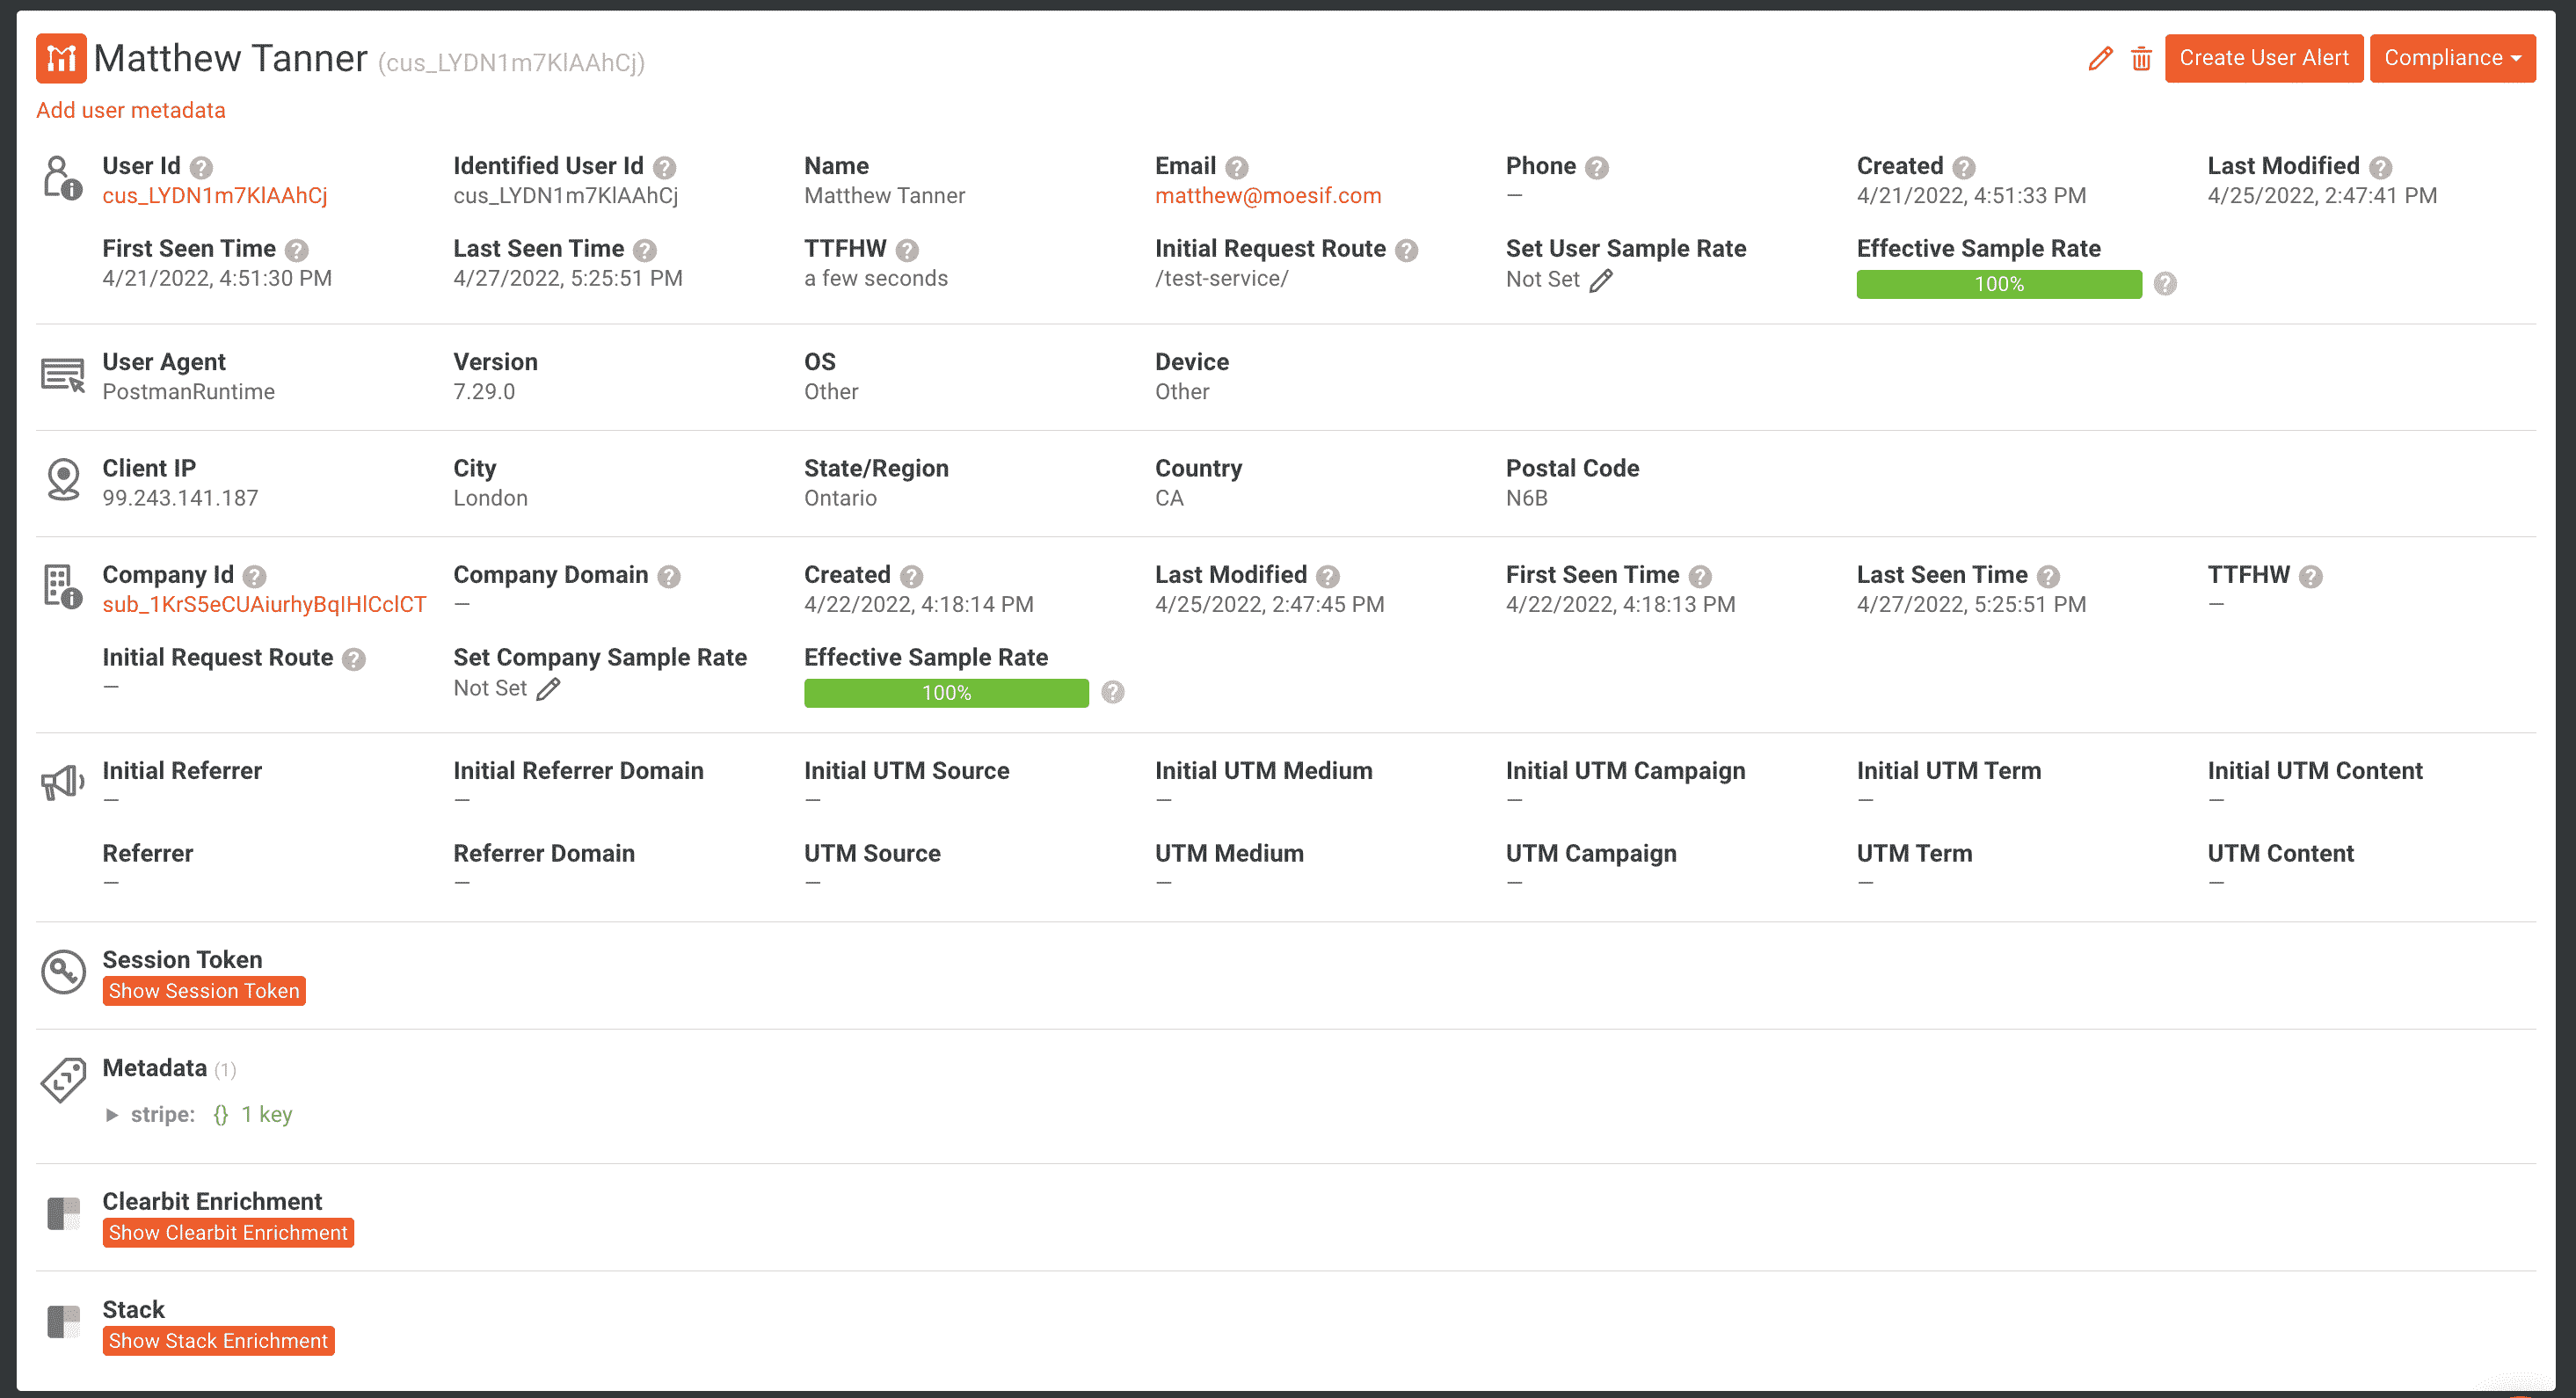 Matthew Tanner (cus_LYDN1m7KlAAhCj)
Create User Alert
Compliance
Add user metadata
User Id Identified User Id Name Email Phone Created Last Modified
cus_LYDN1m7KlAAhCj cus_LYDN1m7KlAAhCj Matthew Tanner matthew@moesif.com — 4/21/2022, 4:51:33 PM 4/25/2022, 2:47:41 PM
First Seen Time Last Seen Time TTFHW Initial Request Route Set User Sample Rate Effective Sample Rate
4/21/2022, 4:51:30 PM 4/27/2022, 5:25:51 PM a few seconds /test-service/ Not Set 100%
User Agent Version OS Device
PostmanRuntime 7.29.0 Other Other
Client IP City State/Region Country Postal Code
99.243.141.187 London Ontario CA N6B
Company Id Company Domain Created Last Modified First Seen Time Last Seen Time TTFHW
sub_1KrS5eCUAiurhyBqIHlCclCT — 4/22/2022, 4:18:14 PM 4/25/2022, 2:47:45 PM 4/22/2022, 4:18:13 PM 4/27/2022, 5:25:51 PM —
Initial Request Route Set Company Sample Rate Effective Sample Rate
— Not Set 100%
Initial Referrer Initial Referrer Domain Initial UTM Source Initial UTM Medium Initial UTM Campaign Initial UTM Term Initial UTM Content
— — — — — — —
Referrer Referrer Domain UTM Source UTM Medium UTM Campaign UTM Term UTM Content
— — — — — — —
Session Token
Show Session Token
Metadata (1)
stripe: {} 1 key
Clearbit Enrichment
Show Clearbit Enrichment
Stack
Show Stack Enrichment